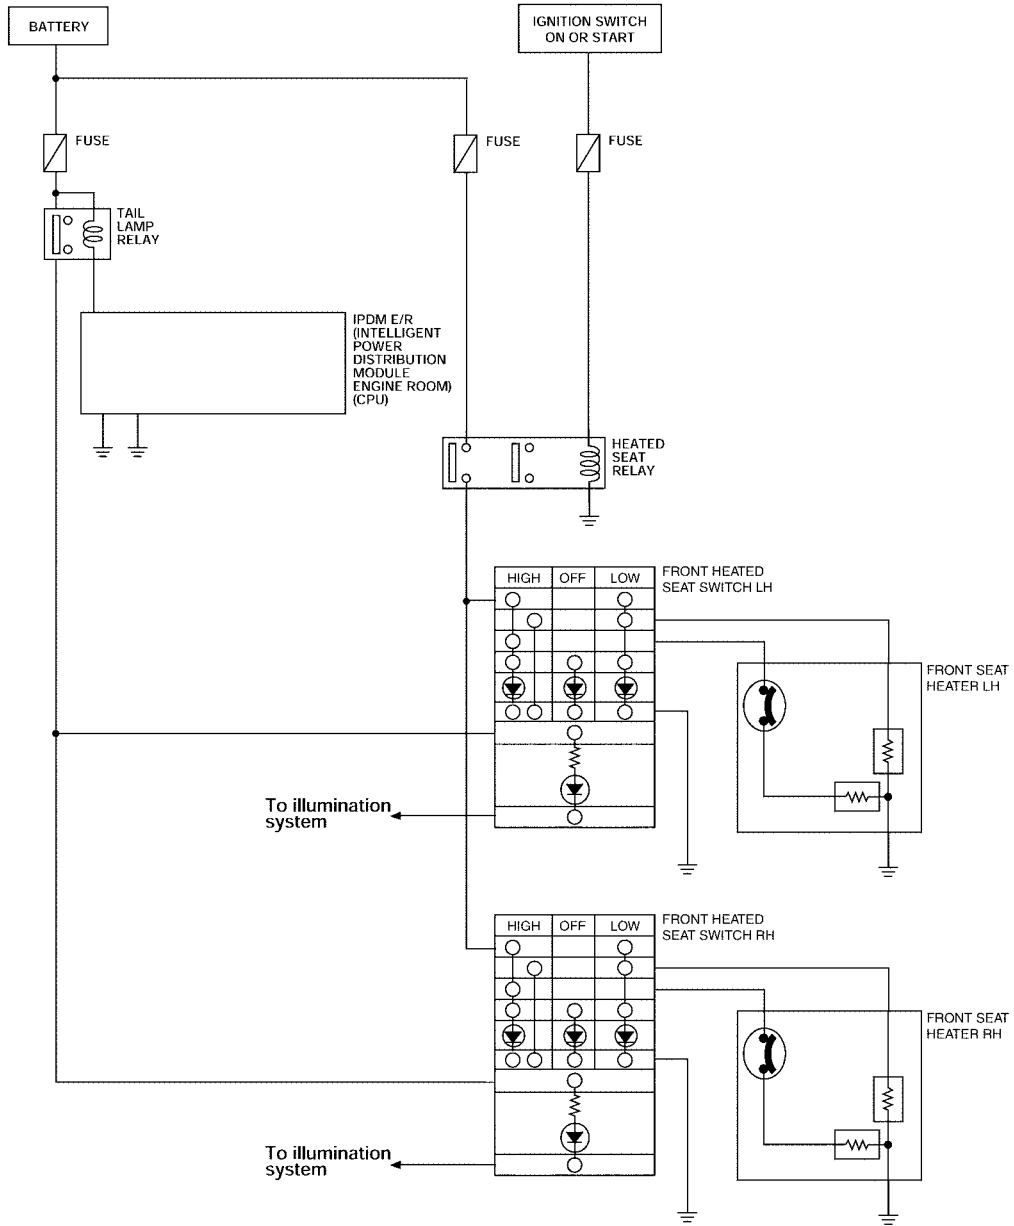 BATTERY
IGNITION SWITCH
ON OR START
FUSE
FUSE
FUSE
TAIL
LAMP
RELAY
IPDM E/R
(INTELLIGENT
POWER
DISTRIBUTION
MODULE
ENGINE ROOM)
(CPU)
HEATED
SEAT
RELAY
HIGH OFF LOW
FRONT HEATED
SEAT SWITCH LH
FRONT SEAT
HEATER LH
To illumination
system
HIGH OFF LOW
FRONT HEATED
SEAT SWITCH RH
FRONT SEAT
HEATER RH
To illumination
system